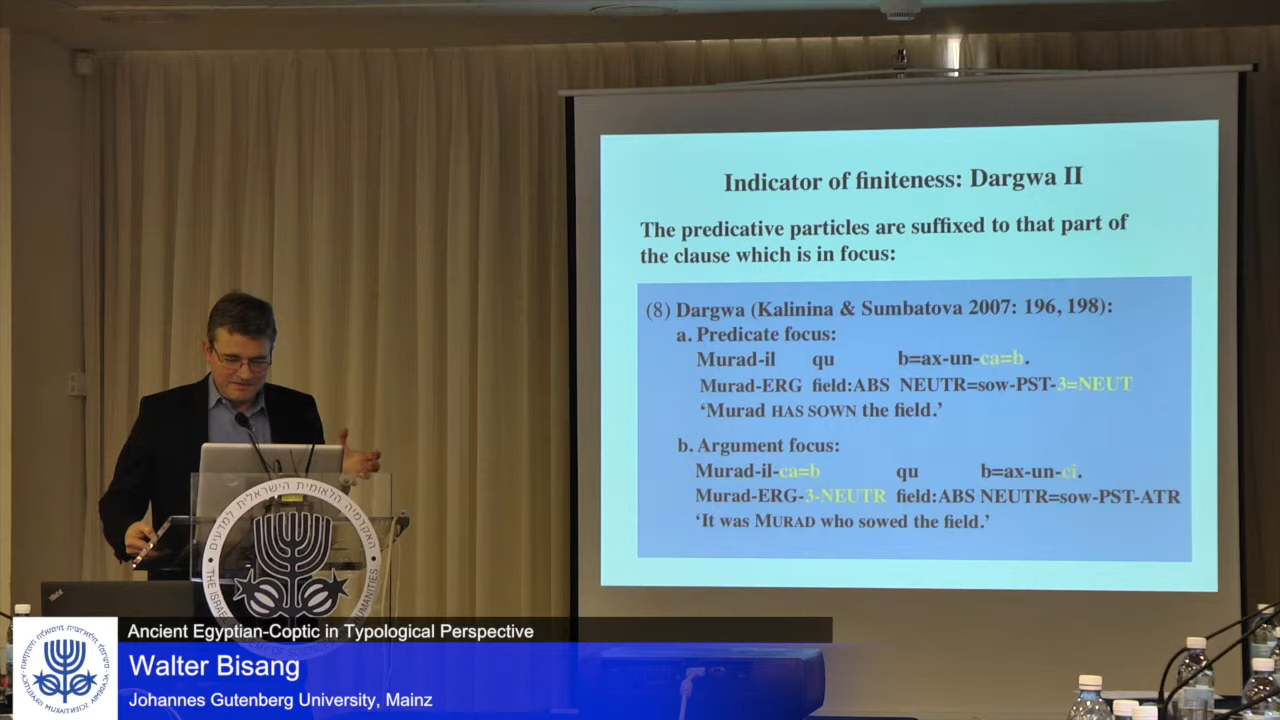 Indicator of finiteness: Dargwa II
The predicative particles are suffixed to that part of
the clause which is in focus:
(8) Dargwa (Kalinina & Sumbatova 2007: 196, 198):
a. Predicate focus:
Murad-il qu b=ax-un-ca=b.
Murad-ERG field:ABS NEUTR=sow-PST-3=NEUT
‘Murad HAS SOWN the field.’
b. Argument focus:
Murad-il-ca=b qu b=ax-un-ci.
Murad-ERG-3-NEUTR field:ABS NEUTR=sow-PST-ATR
‘It was MURAD who sowed the field.’
האקדמיה הלאומית הישראלית למדעים
Ancient Egyptian-Coptic in Typological Perspective
Walter Bisang
Johannes Gutenberg University, Mainz